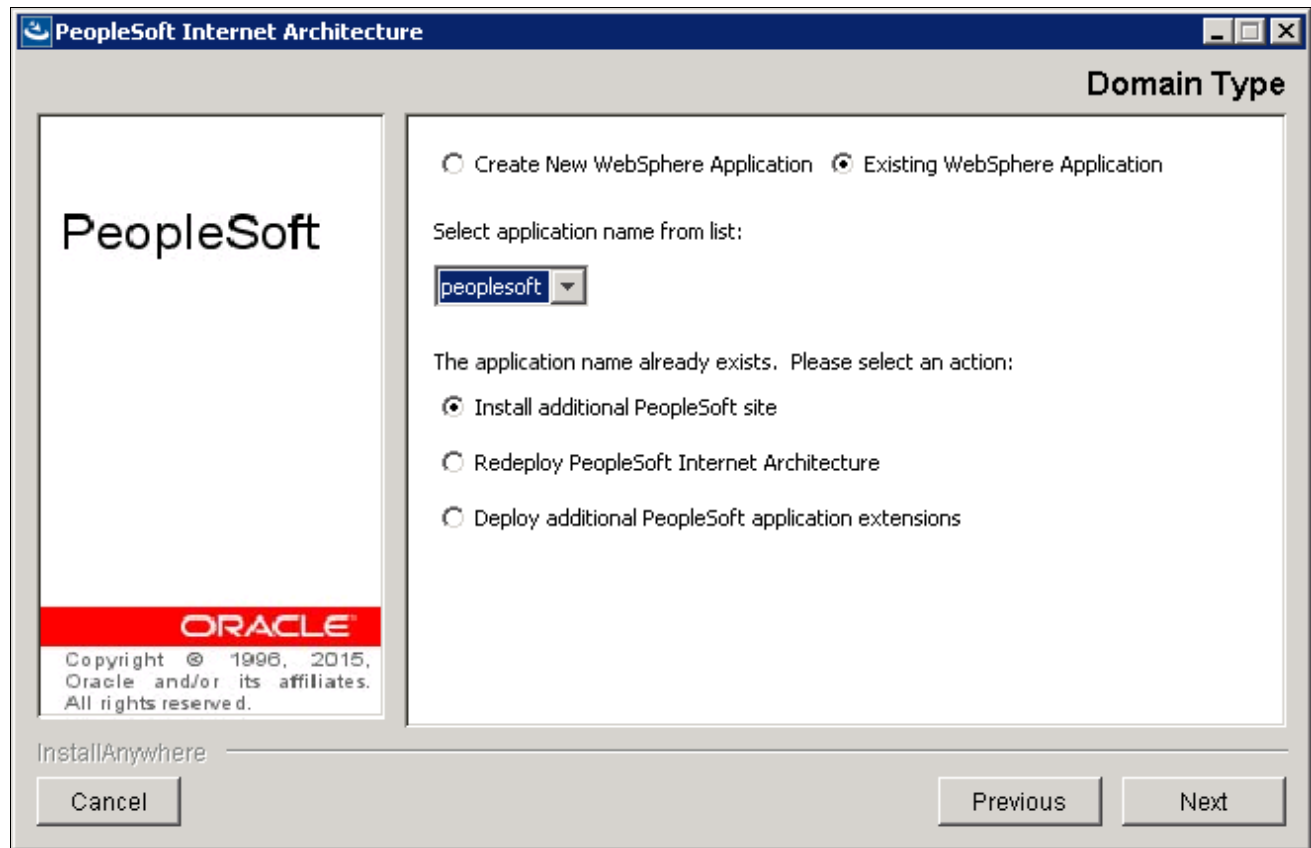 PeopleSoft Internet Architecture
Domain Type
PeopleSoft
Create New WebSphere Application Existing WebSphere Application
Select application name from list:
peoplesoft
The application name already exists. Please select an action:
Install additional PeopleSoft site
Redeploy PeopleSoft Internet Architecture
Deploy additional PeopleSoft application extensions
ORACLE
Copyright © 1996, 2015,
Oracle and/or its affiliates.
All rights reserved.
InstallAnywhere
Cancel Previous Next